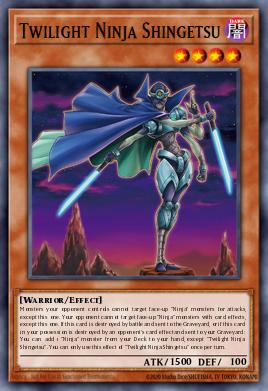 TWILIGHT NINJA SHINGETSU
DARK
闇
[WARRIOR/EFFECT]
Monsters your opponent controls cannot target face-up "Ninja" monsters for attacks,
except this one. Your opponent cannot target face-up "Ninja" monsters with card effects,
except this one. If this card is destroyed by battle and sent to the Graveyard, or if this card
in your possession is destroyed by an opponent's card effect and sent to your Graveyard:
You can add 1 "Ninja" monster from your Deck to your hand, except "Twilight Ninja
Shingetsu". You can only use this effect of "Twilight Ninja Shingetsu" once per turn.
ATK/1500 DEF/ 100
©2020 Studio Dice/SHUEISHA, TV TOKYO, KONAMI